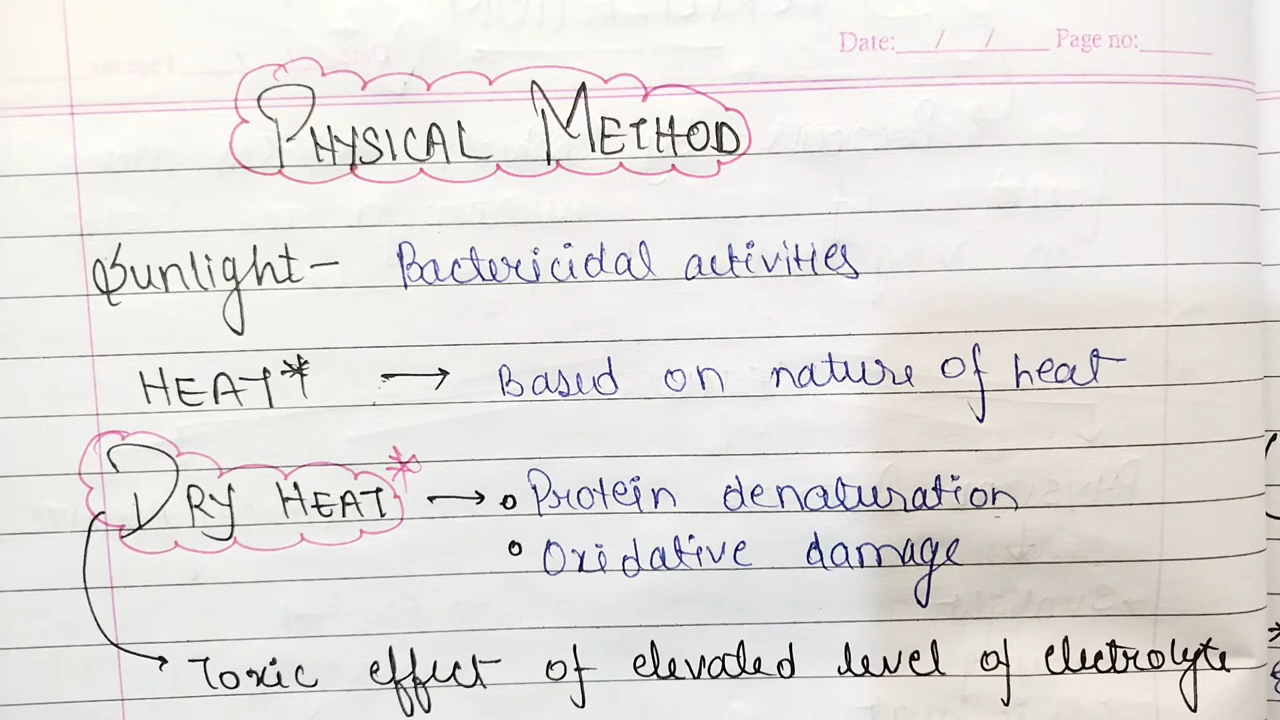 Date: / / Page no:
PHYSICAL METHOD
Sunlight - Bactericidal activities
HEAT* → Based on nature of heat
DRY HEAT* → • Protein denaturation
• Oxidative damage
→ Toxic effect of elevated level of electrolyte